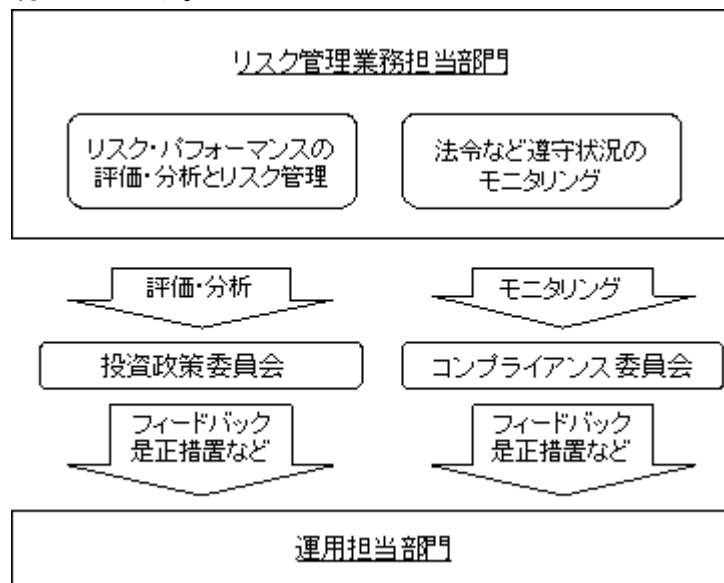 リスク管理業務担当部門
リスク・パフォーマンスの
評価・分析とリスク管理
法令など遵守状況の
モニタリング
評価・分析
モニタリング
投資政策委員会
コンプライアンス委員会
フィードバック
是正措置など
フィードバック
是正措置など
運用担当部門